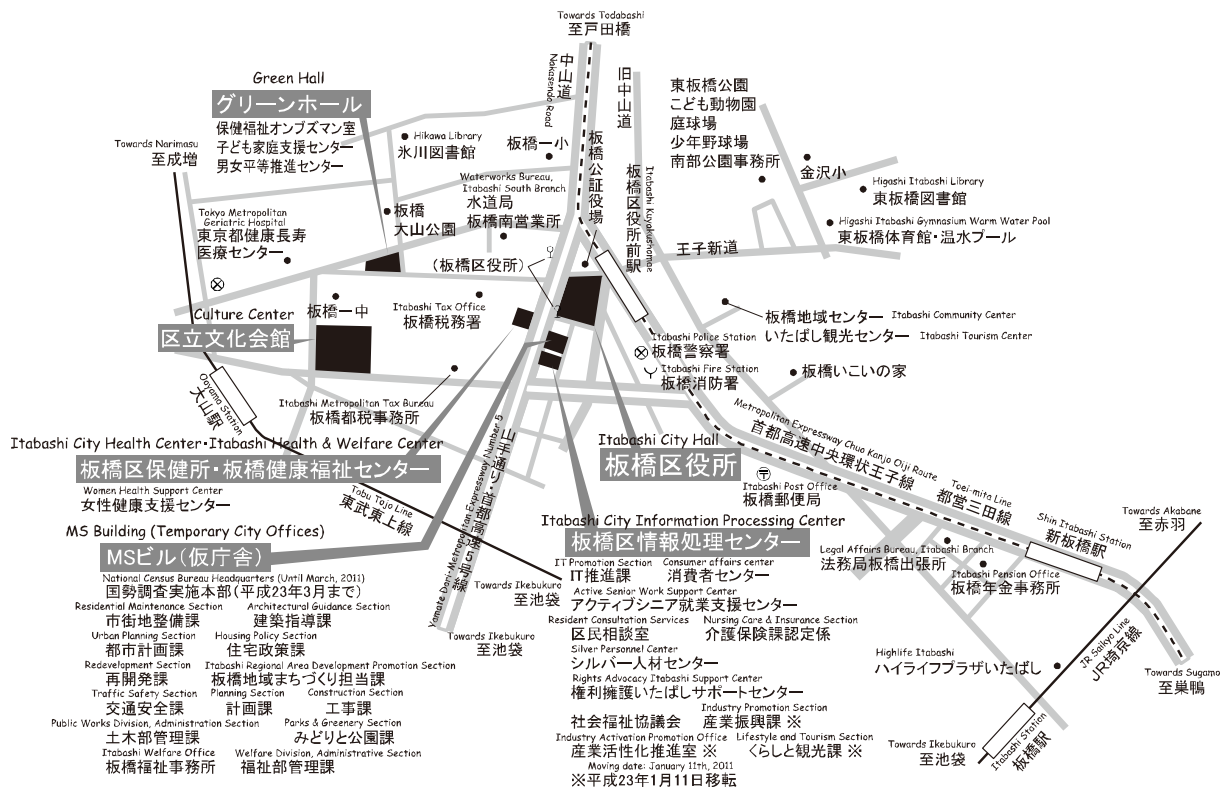 Towards Todabashi
至戸田橋
中山道
Nakasendo Road
旧中山道
Green Hall
グリーンホール
保健福祉オンブズマン室
子ども家庭支援センター
男女平等推進センター
Hikawa Library
氷川図書館
板橋一小
板橋公証役場
東板橋公園
こども動物園
庭球場
少年野球場
南部公園事務所
金沢小
Higashi Itabashi Library
東板橋図書館
Higashi Itabashi Gymnasium Warm Water Pool
東板橋体育館・温水プール
Towards Narimasu
至成増
Waterworks Bureau,
Itabashi South Branch
水道局
板橋南営業所
Itabashi Kuyakushomae
板橋区役所前駅
王子新道
Tokyo Metropolitan
Geriatric Hospital
東京都健康長寿
医療センター
板橋
大山公園
(板橋区役所)
Culture Center
区立文化会館
板橋一中
Itabashi Tax Office
板橋税務署
板橋地域センター Itabashi Community Center
いたばし観光センター Itabashi Tourism Center
Itabashi Police Station
板橋警察署
Itabashi Fire Station
板橋消防署
板橋いこいの家
Ooyama Station
大山駅
Itabashi Metropolitan Tax Bureau
板橋都税事務所
Metropolitan Expressway Chuo Kanjo Oiji Route
首都高速中央環状王子線
Toei-mita Line
都営三田線
Itabashi City Health Center・Itabashi Health & Welfare Center
板橋区保健所・板橋健康福祉センター
Women Health Support Center
女性健康支援センター
Itabashi City Hall
板橋区役所
Itabashi Post Office
板橋郵便局
Shin Itabashi Station
新板橋駅
Towards Akabane
至赤羽
Tobu Tojo Line
東武東上線
Yamate Dori・Metropolitan Expressway Number 5
山手通り・首都高速5号線
MS Building (Temporary City Offices)
MSビル(仮庁舎)
National Census Bureau Headquarters (Until March, 2011)
国勢調査実施本部(平成23年3月まで)
Residential Maintenance Section Architectural Guidance Section
市街地整備課 建築指導課
Urban Planning Section Housing Policy Section
都市計画課 住宅政策課
Redevelopment Section Itabashi Regional Area Development Promotion Section
再開発課 板橋地域まちづくり担当課
Traffic Safety Section Planning Section Construction Section
交通安全課 計画課 工事課
Public Works Division, Administration Section Parks & Greenery Section
土木部管理課 みどりと公園課
Itabashi Welfare Office Welfare Division, Administrative Section
板橋福祉事務所 福祉部管理課
Towards Ikebukuro
至池袋
Towards Ikebukuro
至池袋
Itabashi City Information Processing Center
板橋区情報処理センター
IT Promotion Section Consumer affairs center
IT推進課 消費者センター
Active Senior Work Support Center
アクティブシニア就業支援センター
Resident Consultation Services Nursing Care & Insurance Section
区民相談室 介護保険課認定係
Silver Personnel Center
シルバー人材センター
Rights Advocacy Itabashi Support Center
権利擁護いたばしサポートセンター
Industry Promotion Section
社会福祉協議会 産業振興課 ※
Industry Activation Promotion Office Lifestyle and Tourism Section
産業活性化推進室 ※ くらしと観光課 ※
Moving date: January 11th, 2011
※平成23年1月11日移転
Legal Affairs Bureau, Itabashi Branch
法務局板橋出張所
Itabashi Pension Office
板橋年金事務所
Highlife Itabashi
ハイライフプラザいたばし
JR Saikyo Line
JR埼京線
Towards Sugamo
至巣鴨
Itabashi Station
板橋駅
Towards Ikebukuro
至池袋